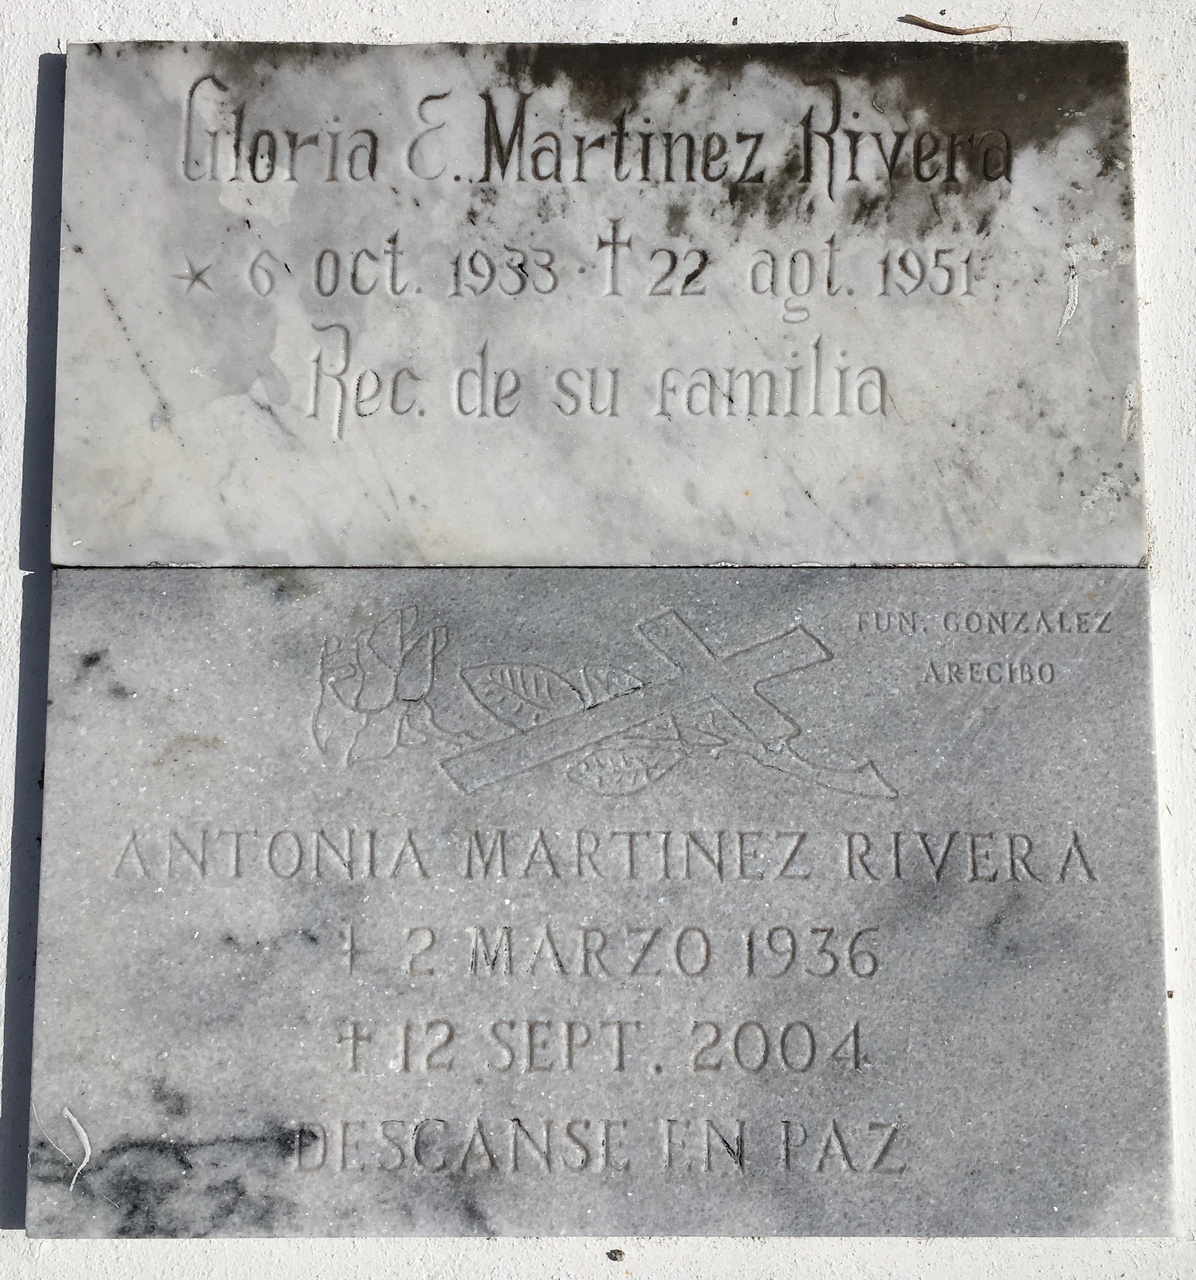 Gloria E. Martinez Rivera
* 6 oct. 1933 † 22 agt. 1951
Rec. de su familia
FUN. GONZALEZ
ARECIBO
ANTONIA MARTINEZ RIVERA
+ 2 MARZO 1936
† 12 SEPT. 2004
DESCANSE EN PAZ